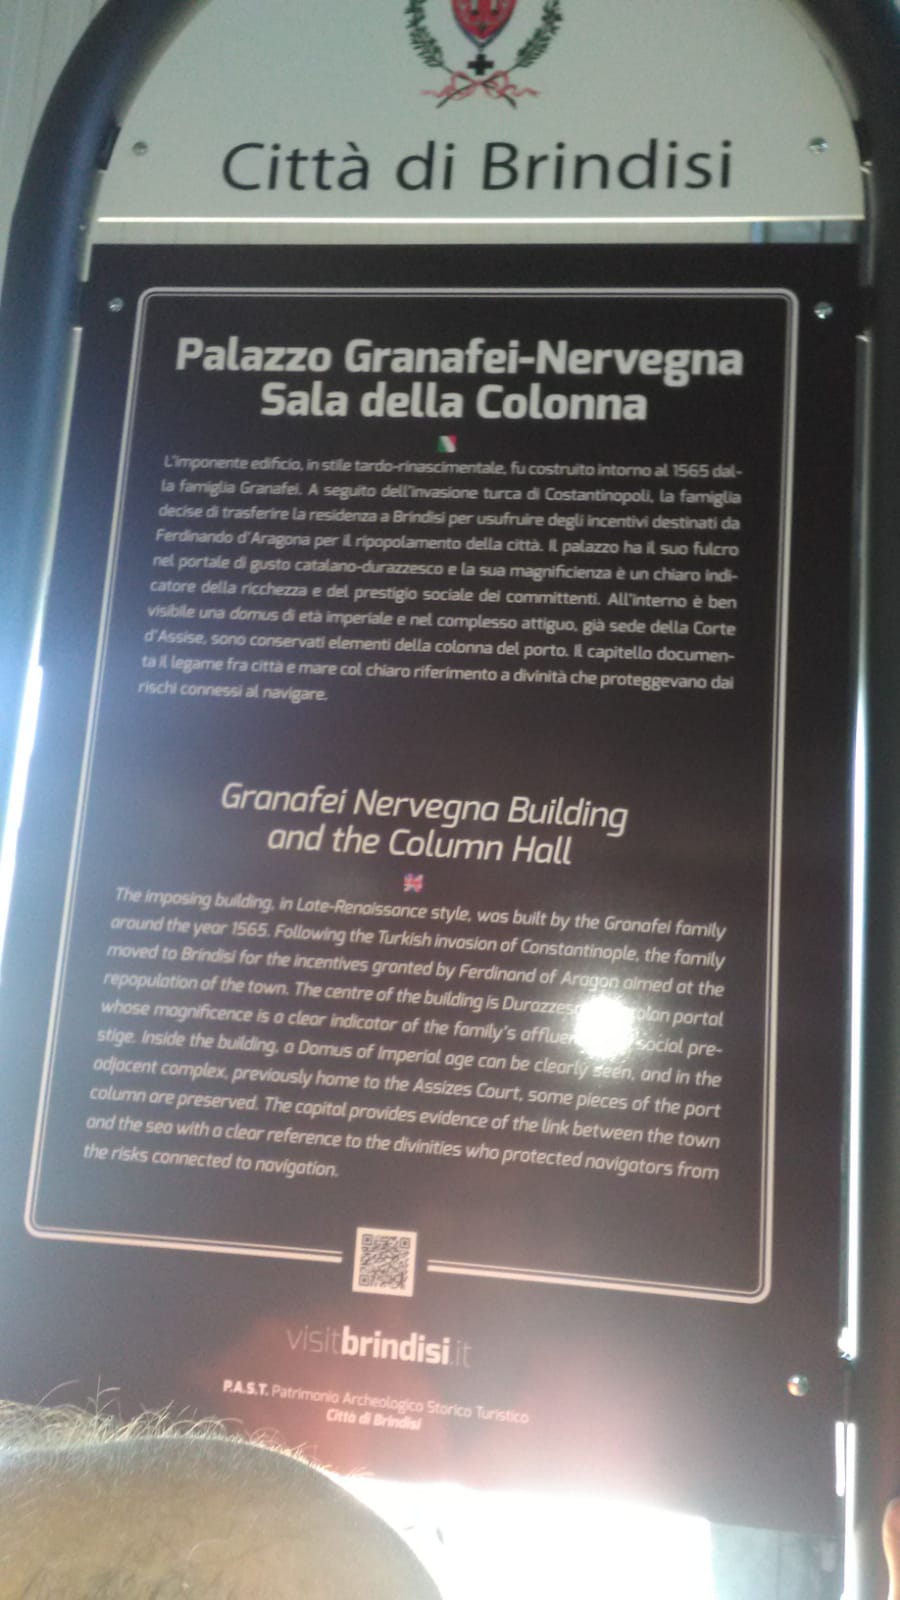 Città di Brindisi
Palazzo Granafei-Nervegna
Sala della Colonna
L'imponente edificio, in stile tardo-rinascimentale, fu costruito intorno al 1565 dal-
la famiglia Granafei. A seguito dell'invasione turca di Costantinopoli, la famiglia
decise di trasferire la residenza a Brindisi per usufruire degli incentivi destinati da
Ferdinando d'Aragona per il ripopolamento della città. Il palazzo ha il suo fulcro
nel portale di gusto catalano-durazzesco e la sua magnificienza è un chiaro indi-
catore della ricchezza e del prestigio sociale dei committenti. All'interno è ben
visibile una domus di età imperiale e nel complesso attiguo, già sede della Corte
d'Assise, sono conservati elementi della colonna del porto. Il capitello documen-
ta il legame fra città e mare col chiaro riferimento a divinità che proteggevano dai
rischi connessi al navigare.
Granafei Nervegna Building
and the Column Hall
The imposing building, in Late-Renaissance style, was built by the Granafei family
around the year 1565. Following the Turkish invasion of Constantinople, the family
moved to Brindisi for the incentives granted by Ferdinand of Aragon aimed at the
repopulation of the town. The centre of the building is portal
whose magnificence is a clear indicator of the family's social pre-
stige. Inside the building, a Domus of Imperial age can be clearly seen, and in the
adjacent complex, previously home to the Assizes Court, some pieces of the port
column are preserved. The capital provides evidence of the link between the town
and the sea with a clear reference to the divinities who protected navigators from
the risks connected to navigation.
visitbrindisi.it
P.A.S.T. Patrimonio Archeologico Storico Turistico
Città di Brindisi